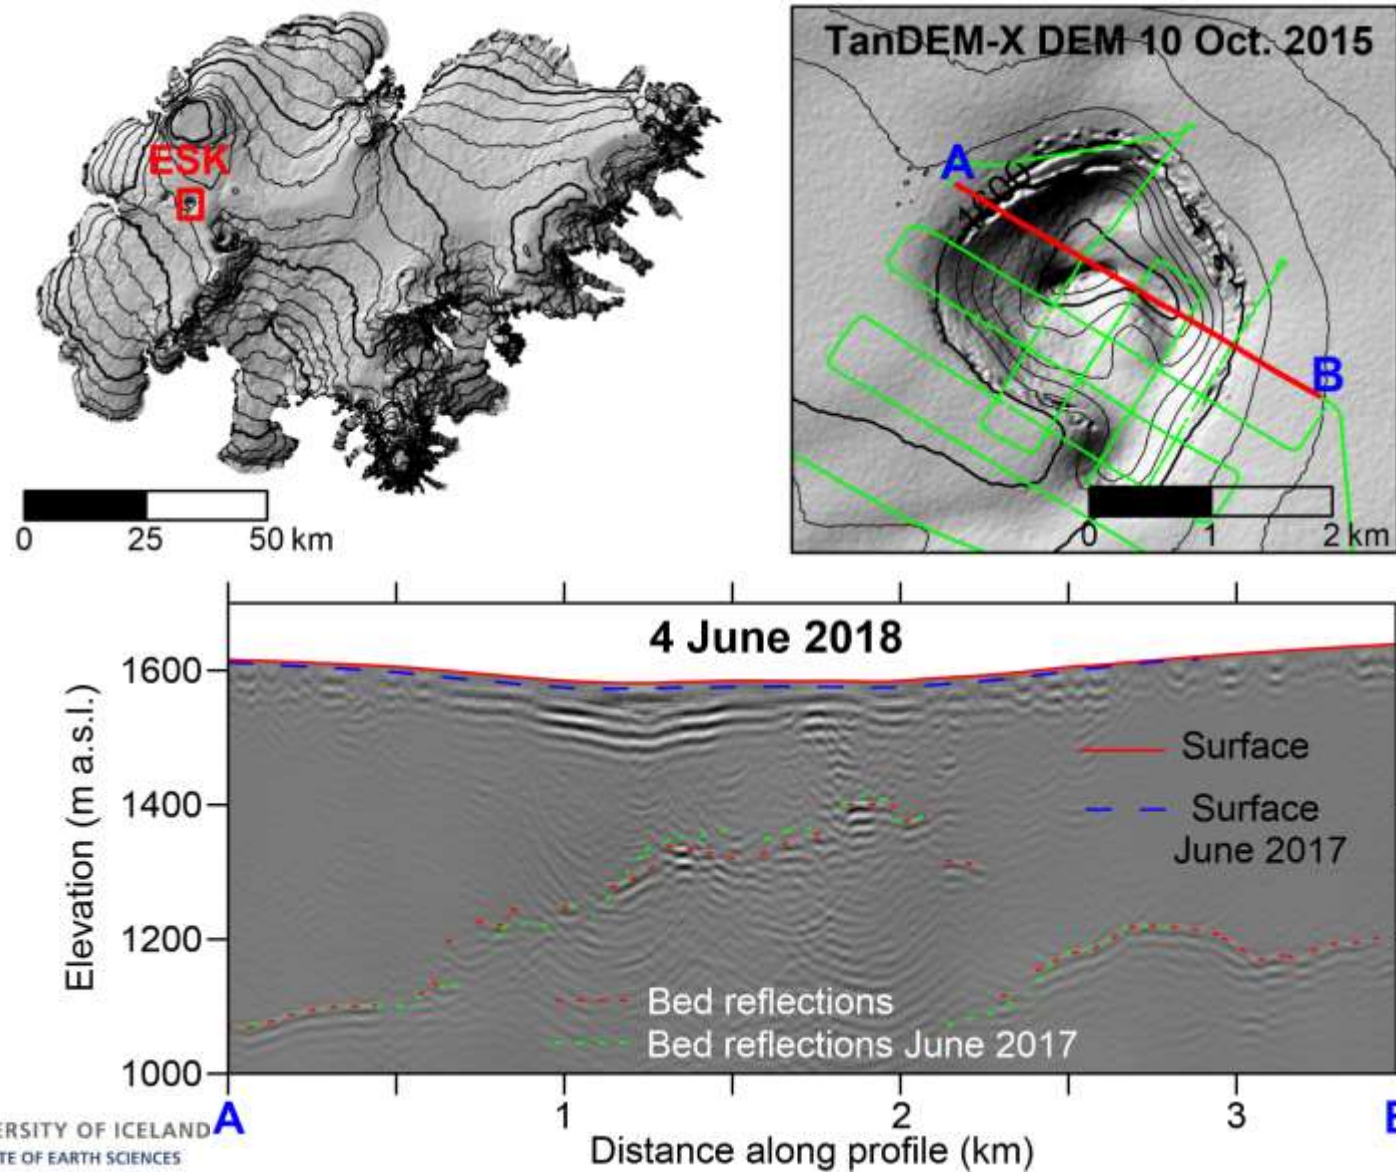 ESK
0
25
50 km
TanDEM-X DEM 10 Oct. 2015
A
B
0
1
2 km
4 June 2018
1600
1400
1200
1000
Elevation (m a.s.l.)
Surface
Surface
June 2017
Bed reflections
Bed reflections June 2017
A
1
2
3
Distance along profile (km)
ERSITY OF ICELAND
TE OF EARTH SCIENCES